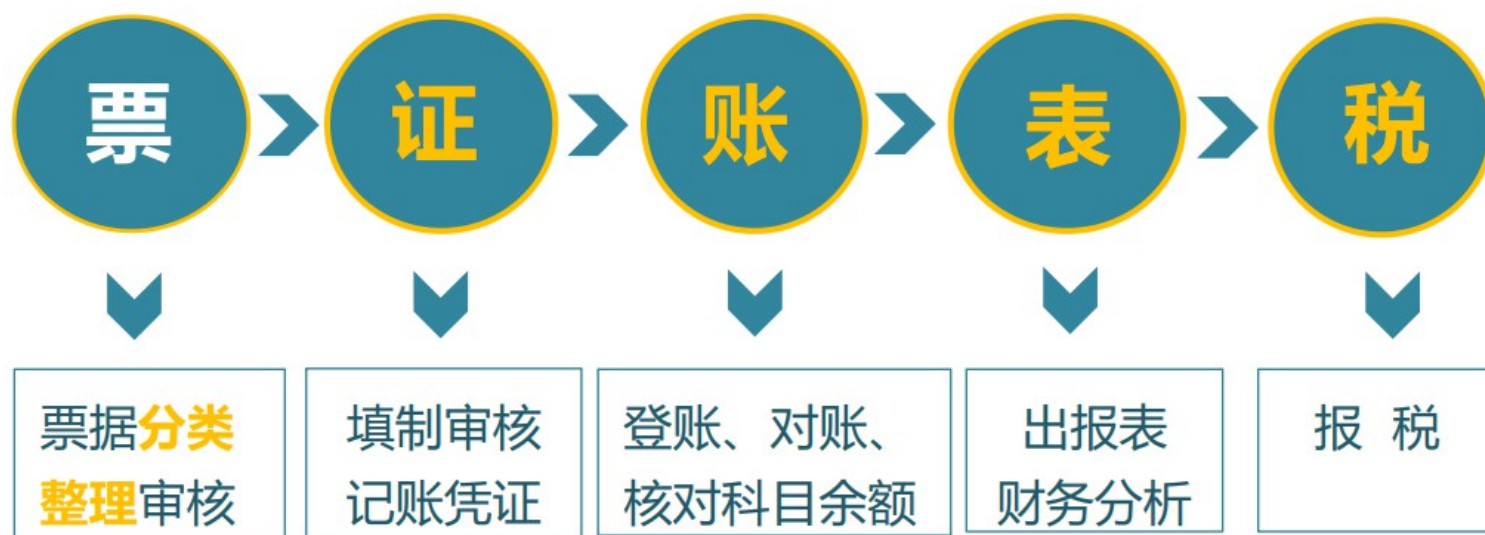 票
证
账
表
税
票据分类
整理审核
填制审核
记账凭证
登账、对账、
核对科目余额
出报表
财务分析
报 税